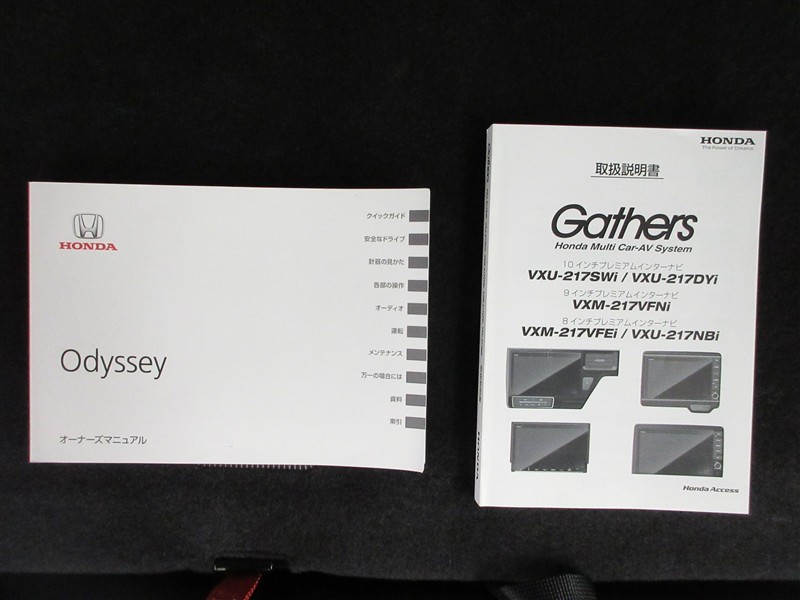 HONDA
クイックガイド
安全なドライブ
計器の見かた
各部の操作
オーディオ
運転
メンテナンス
万一の場合には
資料
索引
Odyssey
オーナーズマニュアル
HONDA
The Power of Dreams
取扱説明書
Gathers
Honda Multi Car-AV System
10インチプレミアムインターナビ
VXU-217SWi / VXU-217DYi
9インチプレミアムインターナビ
VXM-217VFNi
8インチプレミアムインターナビ
VXM-217VFEi / VXU-217NBi
Honda Access
HONDA